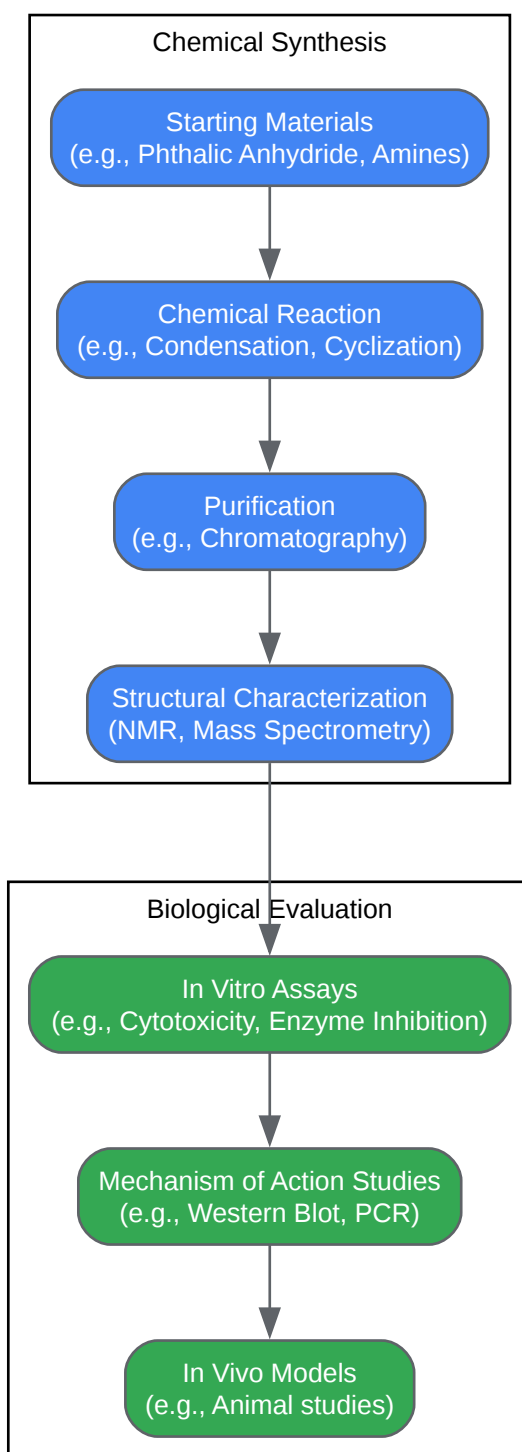 Chemical Synthesis
Starting Materials
(e.g., Phthalic Anhydride, Amines)
Chemical Reaction
(e.g., Condensation, Cyclization)
Purification
(e.g., Chromatography)
Structural Characterization
(NMR, Mass Spectrometry)
Biological Evaluation
In Vitro Assays
(e.g., Cytotoxicity, Enzyme Inhibition)
Mechanism of Action Studies
(e.g., Western Blot, PCR)
In Vivo Models
(e.g., Animal studies)